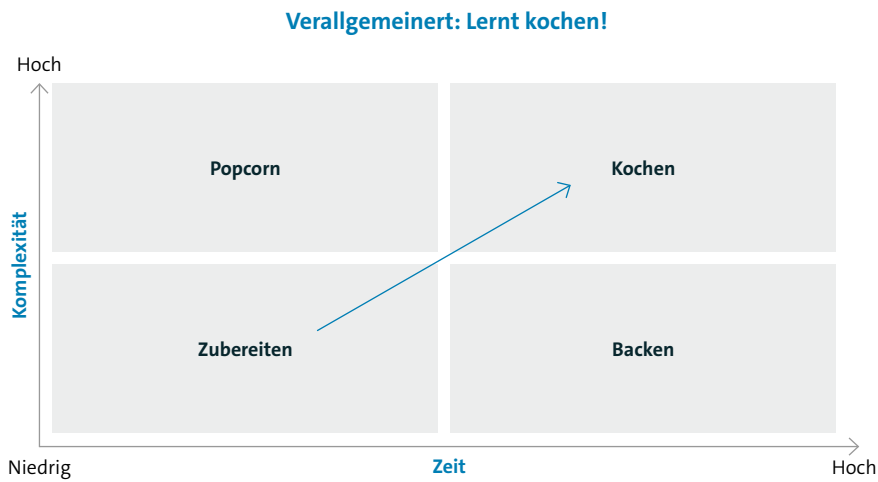 Verallgemeinert: Lernt kochen!
Hoch
Popcorn
Kochen
Komplexität
Zubereiten
Backen
Niedrig
Zeit
Hoch